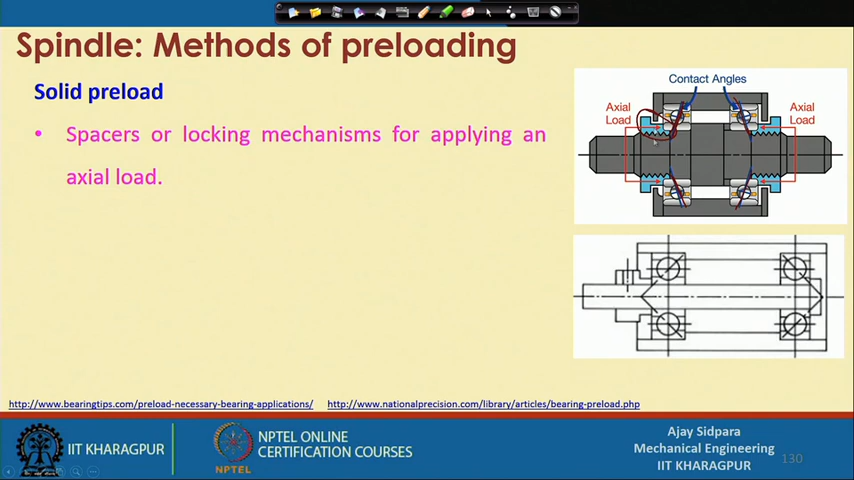 Spindle: Methods of preloading
Solid preload
• Spacers or locking mechanisms for applying an
axial load.
Contact Angles
Axial
Load
Axial
Load
http://www.bearingtips.com/preload-necessary-bearing-applications/
http://www.nationalprecision.com/library/articles/bearing-preload.php
IIT KHARAGPUR
NPTEL
NPTEL ONLINE
CERTIFICATION COURSES
Ajay Sidpara
Mechanical Engineering
IIT KHARAGPUR
130